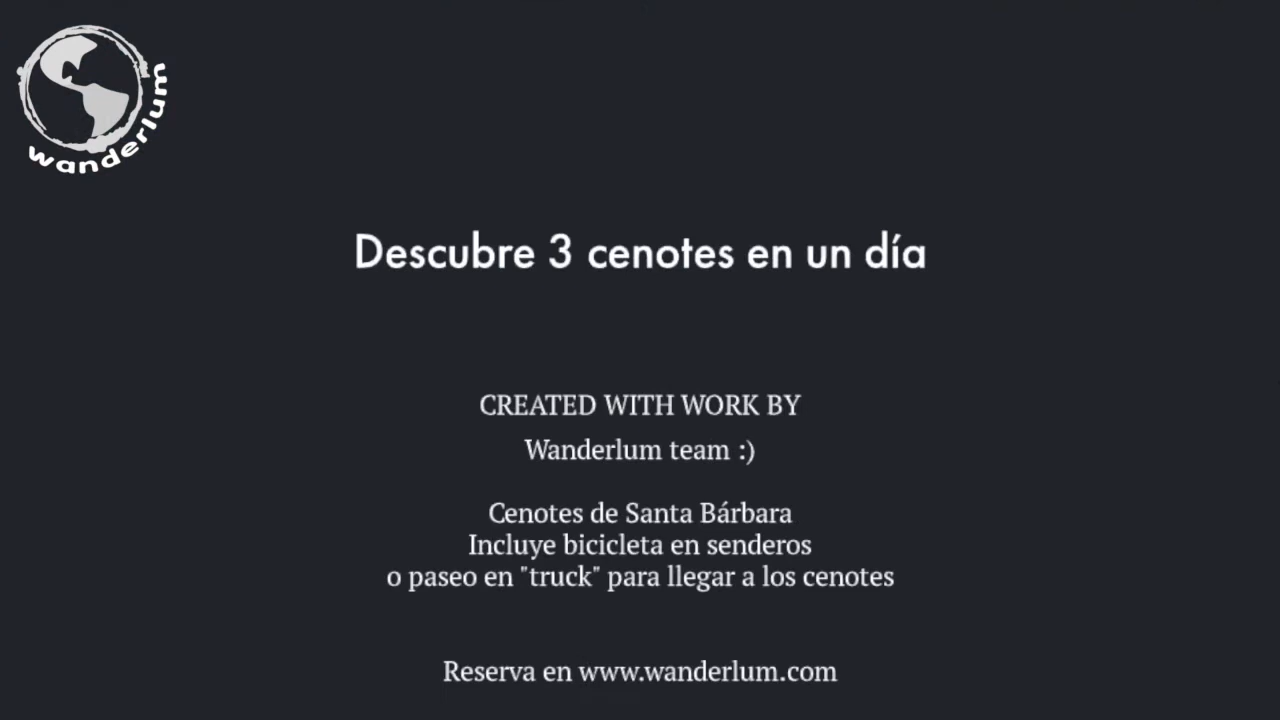 wanderlum
Descubre 3 cenotes en un día
CREATED WITH WORK BY
Wanderlum team :)
Cenotes de Santa Bárbara
Incluye bicicleta en senderos
o paseo en "truck" para llegar a los cenotes
Reserva en www.wanderlum.com